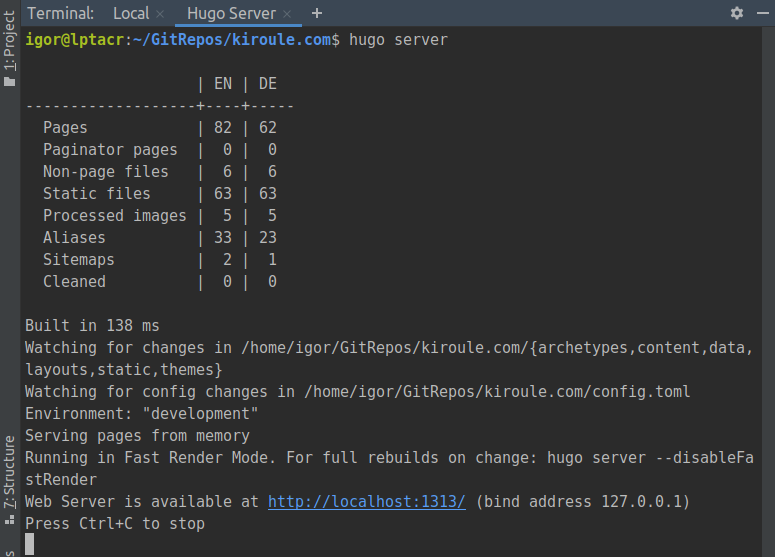 Terminal: Local × Hugo Server × +
1: Project
igor@lptacr:~/GitRepos/kiroule.com$ hugo server
                   | EN | DE
-------------------+----+-----
  Pages            | 82 | 62
  Paginator pages  |  0 |  0
  Non-page files   |  6 |  6
  Static files     | 63 | 63
  Processed images |  5 |  5
  Aliases          | 33 | 23
  Sitemaps         |  2 |  1
  Cleaned          |  0 |  0
Built in 138 ms
Watching for changes in /home/igor/GitRepos/kiroule.com/{archetypes,content,data,
layouts,static,themes}
Watching for config changes in /home/igor/GitRepos/kiroule.com/config.toml
Environment: "development"
Serving pages from memory
Running in Fast Render Mode. For full rebuilds on change: hugo server --disableFa
stRender
Web Server is available at http://localhost:1313/ (bind address 127.0.0.1)
Press Ctrl+C to stop
7: Structure